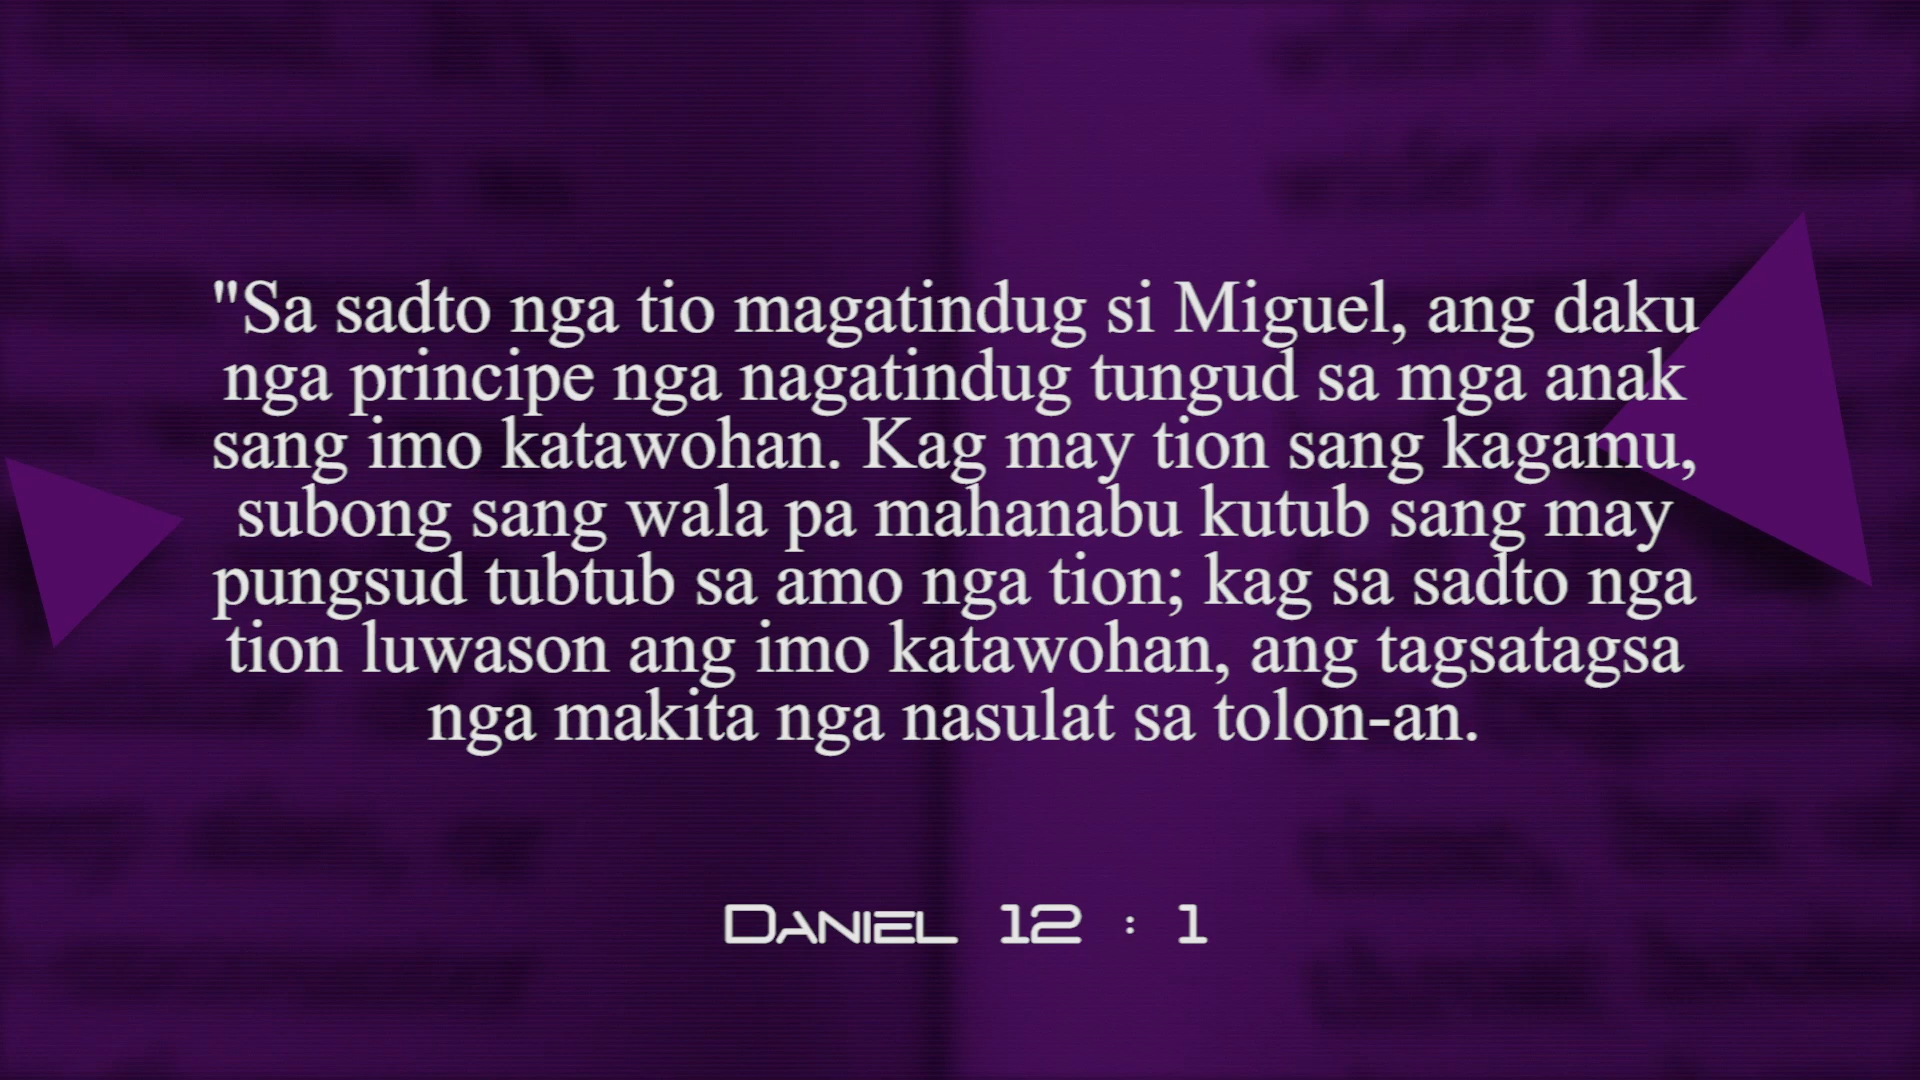 "Sa sadto nga tio magatindug si Miguel, ang daku
nga principe nga nagatindug tungud sa mga anak
sang imo katawohan. Kag may tion sang kagamu,
subong sang wala pa mahanabu kutub sang may
pungsud tubtub sa amo nga tion; kag sa sadto nga
tion luwason ang imo katawohan, ang tagsatagsa
nga makita nga nasulat sa tolon-an.
Daniel 12 : 1